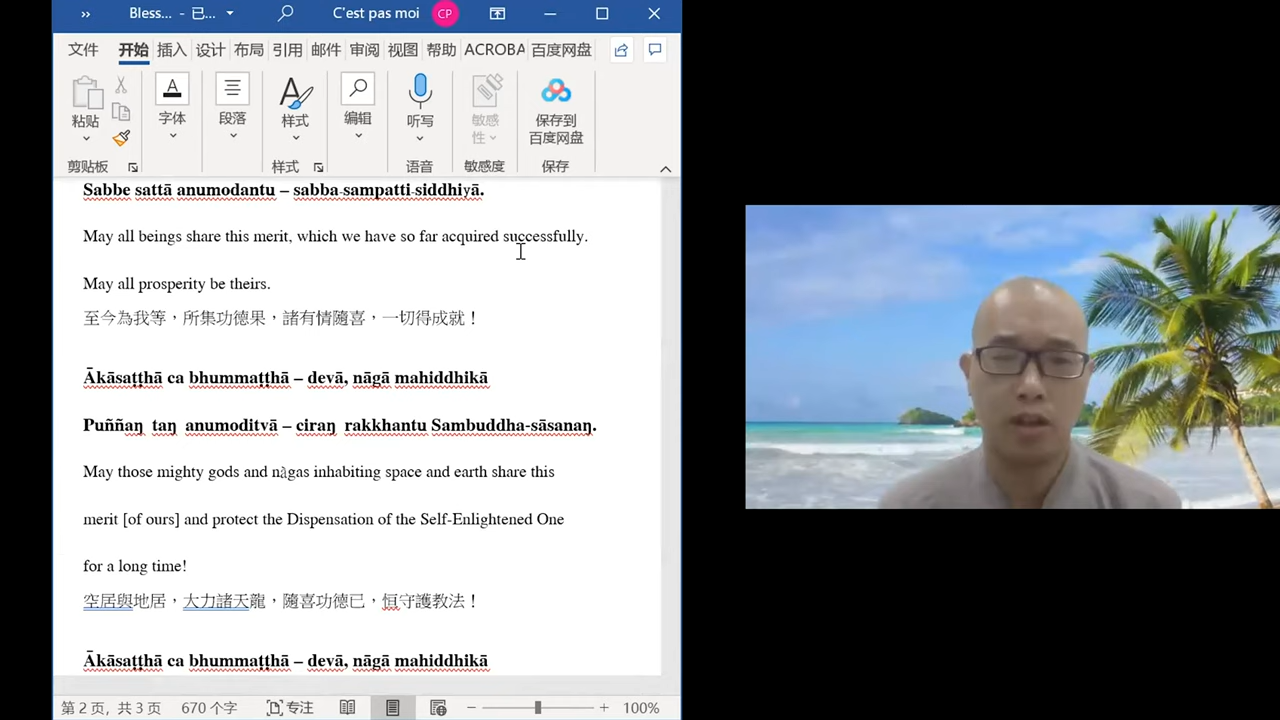 Bless... - 已...
C'est pas moi
CP
文件 开始 插入 设计 布局 引用 邮件 审阅 视图 帮助 ACROBA 百度网盘
粘贴
字体
段落
样式
编辑
听写
敏感性
保存到百度网盘
剪贴板 样式 语音 敏感度 保存
Sabbe sattā anumodantu – sabba-sampatti-siddhiyā.
May all beings share this merit, which we have so far acquired successfully.
May all prosperity be theirs.
至今為我等，所集功德果，諸有情隨喜，一切得成就！
Ākāsaṭṭhā ca bhummaṭṭhā – devā, nāgā mahiddhikā
Puññaŋ taŋ anumoditvā – ciraŋ rakkhantu Sambuddha-sāsanaŋ.
May those mighty gods and nàgas inhabiting space and earth share this
merit [of ours] and protect the Dispensation of the Self-Enlightened One
for a long time!
空居與地居，大力諸天龍，隨喜功德已，恒守護教法！
Ākāsaṭṭhā ca bhummaṭṭhā – devā, nāgā mahiddhikā
第 2 页，共 3 页 670 个字 专注 100%